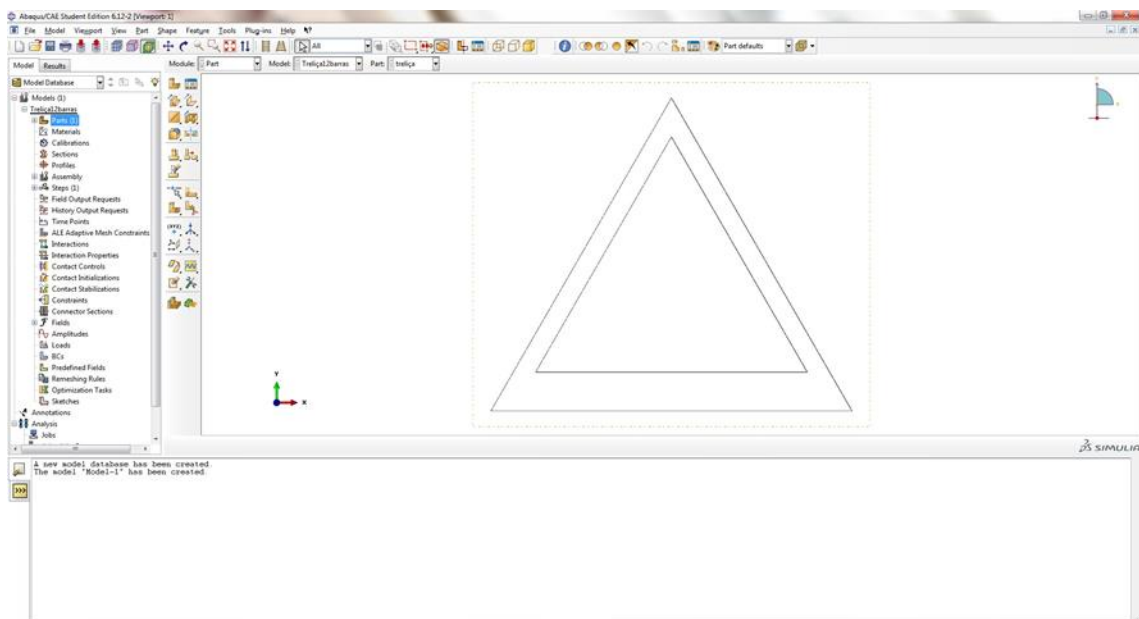 Abaqus/CAE Student Edition 6.12-2 [Viewport: 1]
File Model Viewport View Part Shape Feature Tools Plug-ins Help
All Part defaults
Model Results Module: Part Model: Treliça12barras Part: treliça
Model Database
Models (1)
Treliça12barras
Parts (1)
Materials
Calibrations
Sections
Profiles
Assembly
Steps (1)
Field Output Requests
History Output Requests
Time Points
ALE Adaptive Mesh Constraints
Interactions
Interaction Properties
Contact Controls
Contact Initializations
Contact Stabilizations
Constraints
Connector Sections
Fields
Amplitudes
Loads
BCs
Predefined Fields
Remeshing Rules
Optimization Tasks
Sketches
Annotations
Analysis
Jobs
Y
X
SIMULIA
A new model database has been created.
The model "Model-1" has been created.